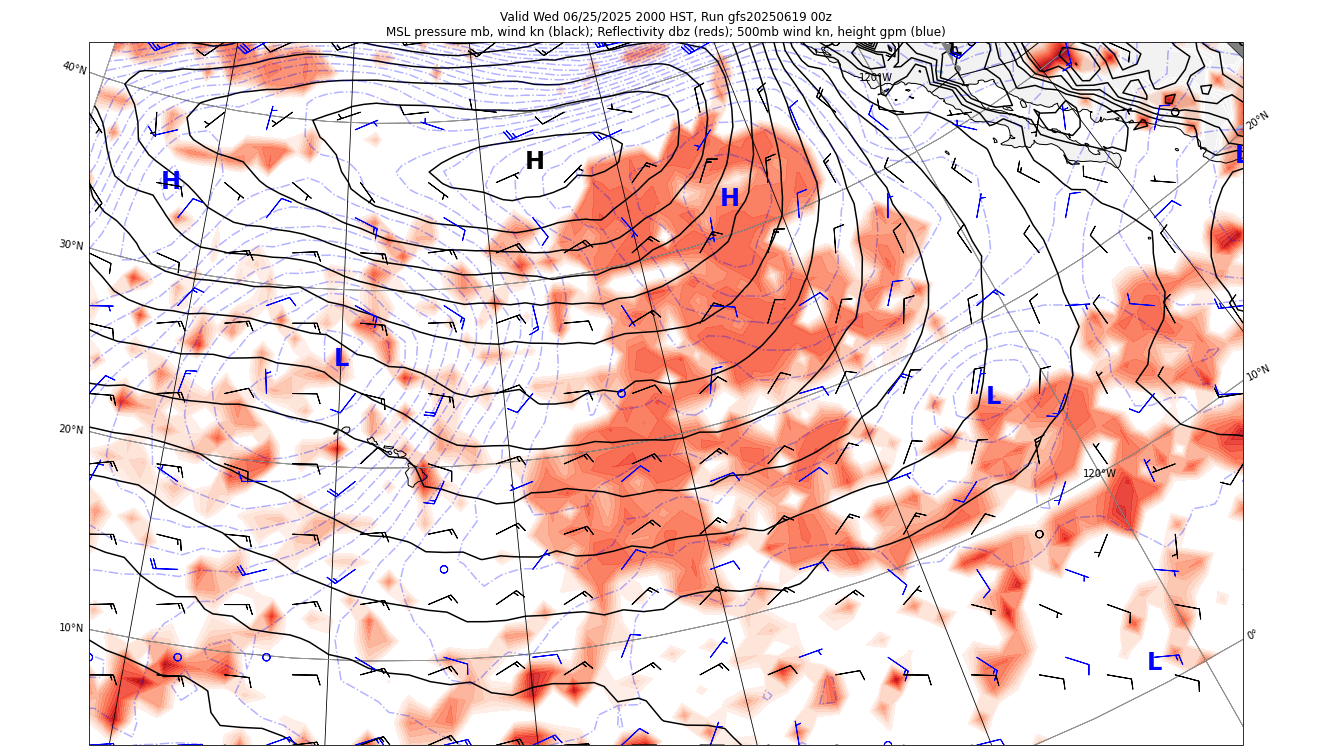 Valid Wed 06/25/2025 2000 HST, Run gfs20250619 00z
MSL pressure mb, wind kn (black); Reflectivity dbz (reds); 500mb wind kn, height gpm (blue)
L
40°N
120°W
20°N
H
L
H
H
30°N
L
10°N
L
20°N
120°W
10°N
0°
L